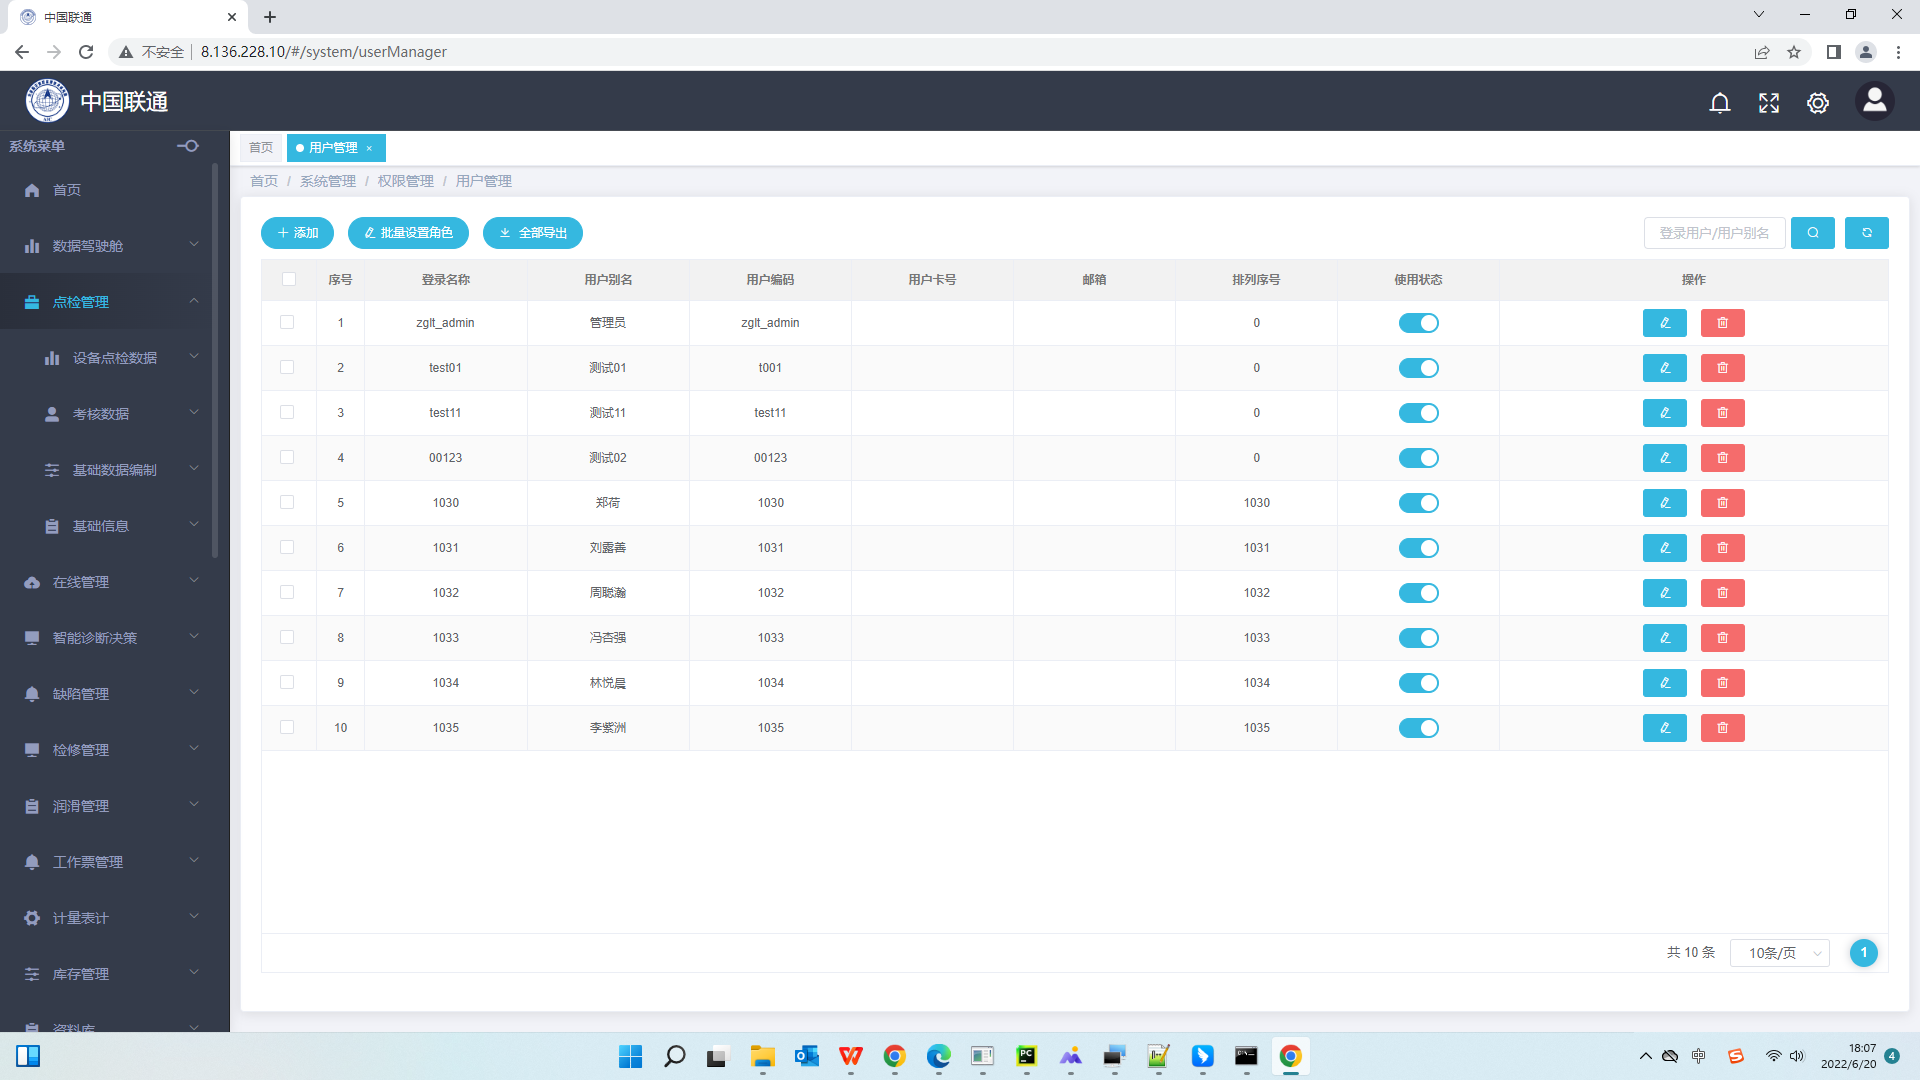 中国联通
不安全 8.136.228.10/#/system/userManager
中国联通
系统菜单
首页
数据驾驶舱
点检管理
设备点检数据
考核数据
基础数据编制
基础信息
在线管理
智能诊断决策
缺陷管理
检修管理
润滑管理
工作票管理
计量表计
库存管理
资料库
首页 用户管理
首页 / 系统管理 / 权限管理 / 用户管理
添加 批量设置角色 全部导出 登录用户/用户别名
序号 登录名称 用户别名 用户编码 用户卡号 邮箱 排列序号 使用状态 操作
1 zglt_admin 管理员 zglt_admin 0
2 test01 测试01 t001 0
3 test11 测试11 test11 0
4 00123 测试02 00123 0
5 1030 郑荷 1030 1030
6 1031 刘露善 1031 1031
7 1032 周聪瀚 1032 1032
8 1033 冯杏强 1033 1033
9 1034 林悦晨 1034 1034
10 1035 李紫洲 1035 1035
共 10 条 10条/页 1
中 18:07
2022/6/20 4